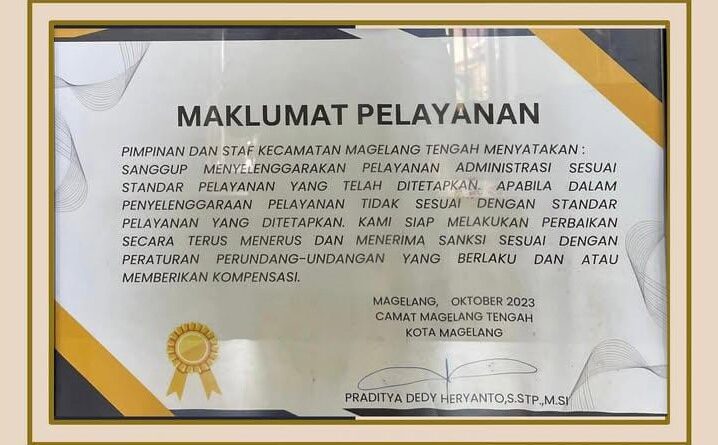 MAKLUMAT PELAYANAN
PIMPINAN DAN STAF KECAMATAN MAGELANG TENGAH MENYATAKAN :
SANGGUP MENYELENGGARAKAN PELAYANAN ADMINISTRASI SESUAI
STANDAR PELAYANAN YANG TELAH DITETAPKAN. APABILA DALAM
PENYELENGGARAAN PELAYANAN TIDAK SESUAI DENGAN STANDAR
PELAYANAN YANG DITETAPKAN. KAMI SIAP MELAKUKAN PERBAIKAN
SECARA TERUS MENERUS DAN MENERIMA SANKSI SESUAI DENGAN
PERATURAN PERUNDANG-UNDANGAN YANG BERLAKU DAN ATAU
MEMBERIKAN KOMPENSASI.
MAGELANG, OKTOBER 2023
CAMAT MAGELANG TENGAH
KOTA MAGELANG
PRADITYA DEDY HERYANTO,S.STP.,M.SI